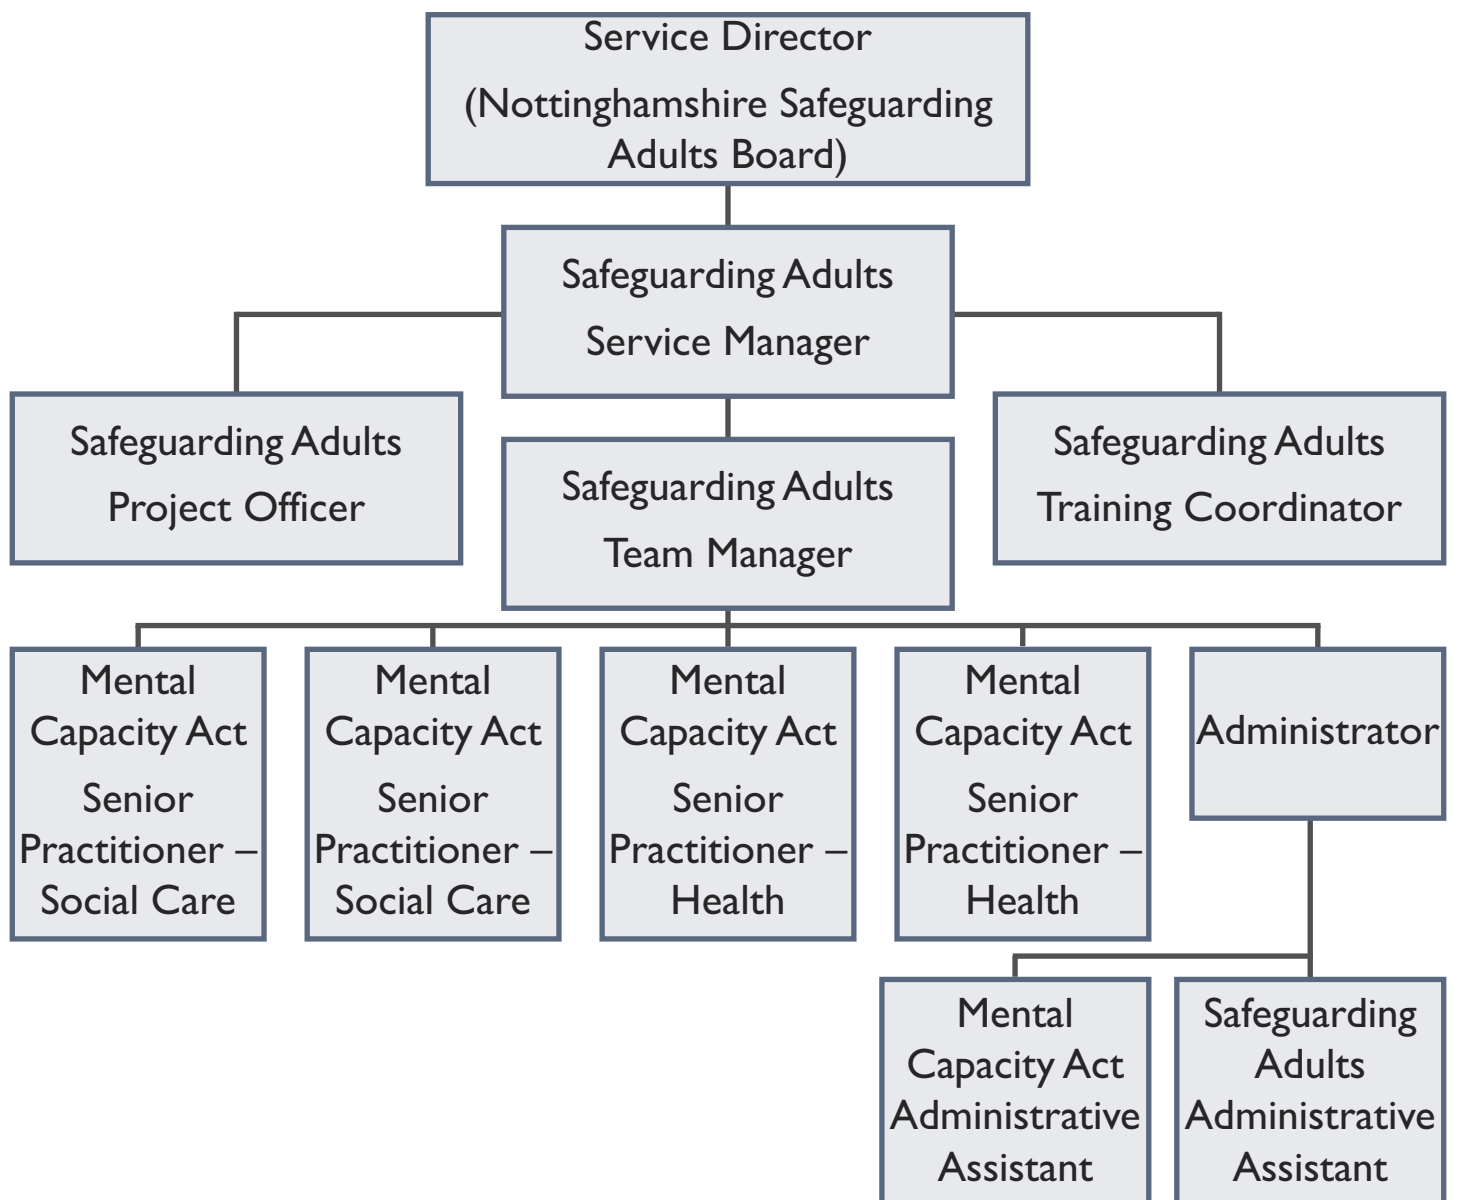 Service Director
(Nottinghamshire Safeguarding
Adults Board)
Safeguarding Adults
Service Manager
Safeguarding Adults
Project Officer
Safeguarding Adults
Team Manager
Safeguarding Adults
Training Coordinator
Mental
Capacity Act
Senior
Practitioner –
Social Care
Mental
Capacity Act
Senior
Practitioner –
Social Care
Mental
Capacity Act
Senior
Practitioner –
Health
Mental
Capacity Act
Senior
Practitioner –
Health
Administrator
Mental
Capacity Act
Administrative
Assistant
Safeguarding
Adults
Administrative
Assistant